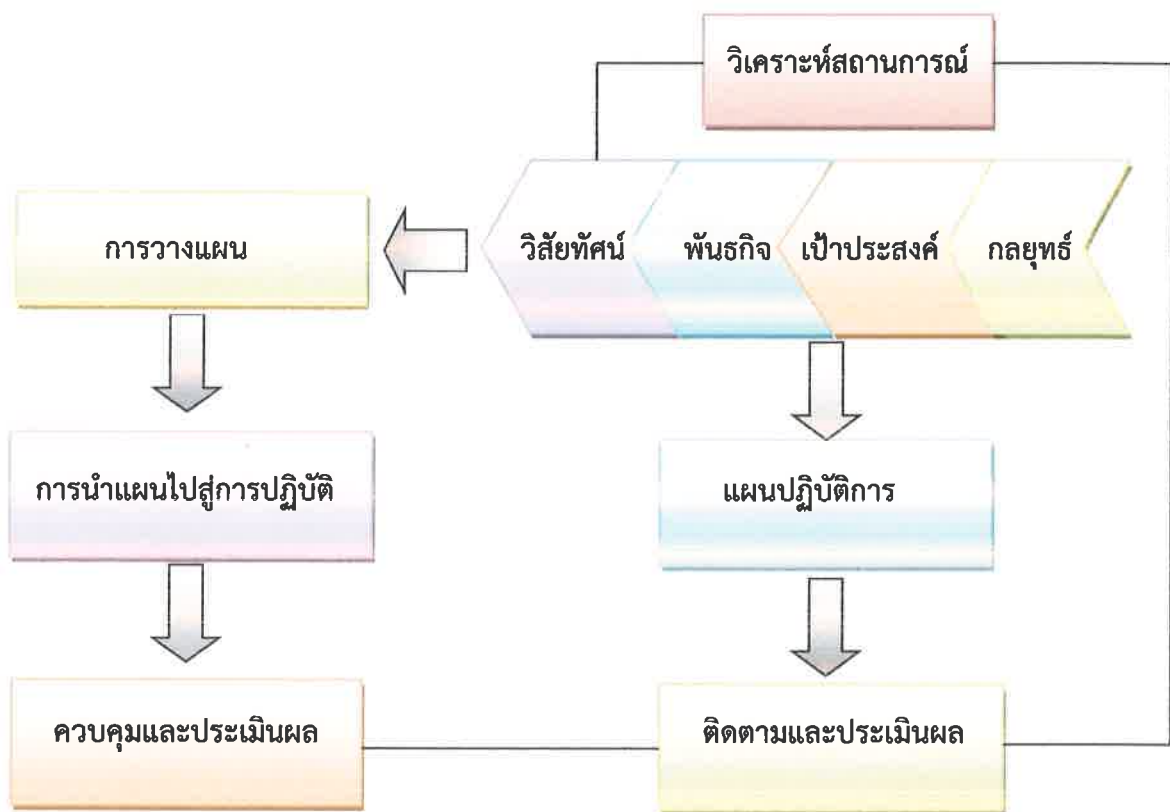 วิเคราะห์สถานการณ์
การวางแผน
วิสัยทัศน์
พันธกิจ
เป้าประสงค์
กลยุทธ์
การนำแผนไปสู่การปฏิบัติ
แผนปฏิบัติการ
ควบคุมและประเมินผล
ติดตามและประเมินผล